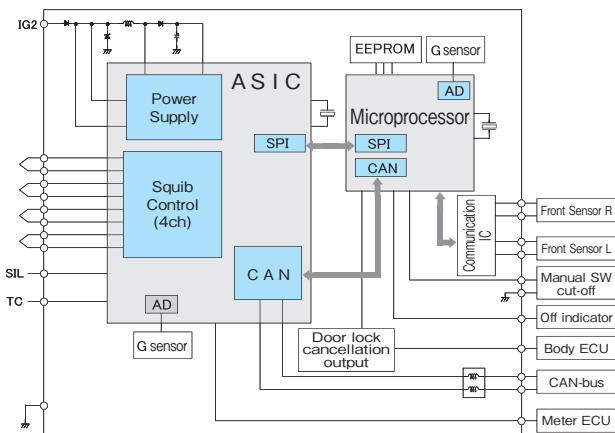 IG2
EEPROM
G sensor
ASIC
AD
Power
Supply
Microprocessor
SPI
SPI
CAN
Squib
Control
(4ch)
Communication
IC
Front Sensor R
Front Sensor L
SIL
CAN
Manual SW
cut-off
TC
AD
Off indicator
G sensor
Door lock
cancellation
output
Body ECU
CAN-bus
Meter ECU